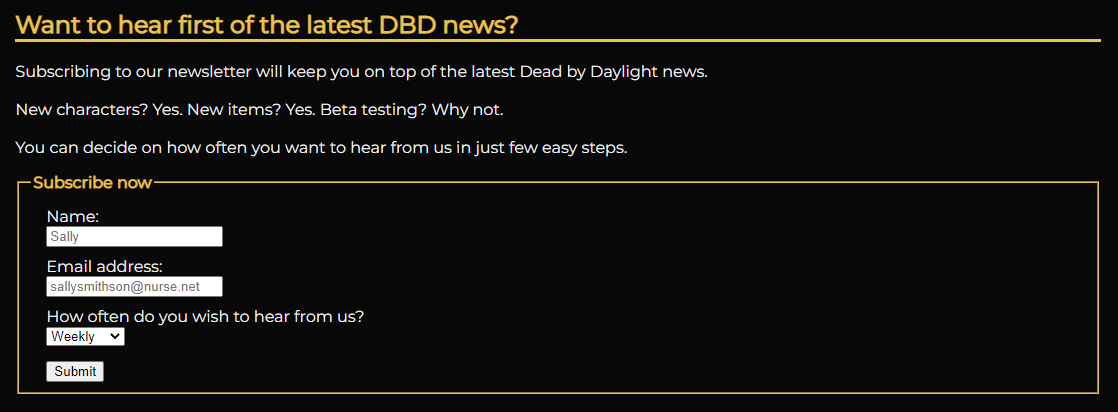 Want to hear first of the latest DBD news?
Subscribing to our newsletter will keep you on top of the latest Dead by Daylight news.
New characters? Yes. New items? Yes. Beta testing? Why not.
You can decide on how often you want to hear from us in just few easy steps.
Subscribe now
Name:
Sally
Email address:
sallysmithson@nurse.net
How often do you wish to hear from us?
Weekly
Submit